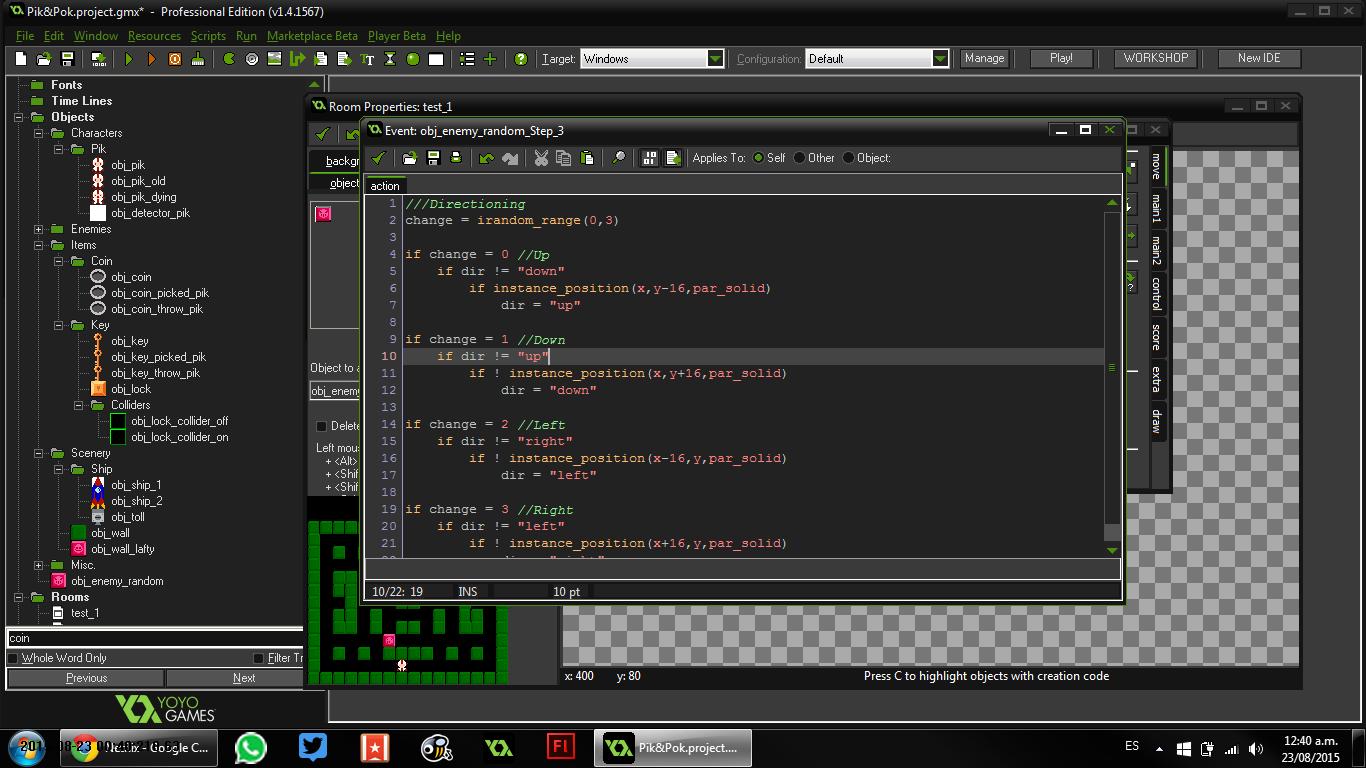 Pik&Pok.project.gmx* - Professional Edition (v1.4.1567)
File Edit Window Resources Scripts Run Marketplace Beta Player Beta Help
Target: Windows Configuration: Default Manage Play! WORKSHOP New IDE
Fonts
Time Lines
Objects
Characters
Pik
obj_pik
obj_pik_old
obj_pik_dying
obj_detector_pik
Enemies
Items
Coin
obj_coin
obj_coin_picked_pik
obj_coin_throw_pik
Key
obj_key
obj_key_picked_pik
obj_key_throw_pik
obj_lock
Colliders
obj_lock_collider_off
obj_lock_collider_on
Scenery
Ship
obj_ship_1
obj_ship_2
obj_toll
obj_wall
obj_wall_lafty
Misc.
obj_enemy_random
Rooms
test_1
coin
Whole Word Only Filter Tr
Previous Next
YOYO
GAMES
Room Properties: test_1
backgr
object
Object to a
obj_enemy
Delete
Left mou
+ <Alt>
+ <Shif
+ <Shif
Event: obj_enemy_random_Step_3
Applies To: Self Other Object:
action
1 ///Directioning
2 change = irandom_range(0,3)
3
4 if change = 0 //Up
5 if dir != "down"
6 if instance_position(x,y-16,par_solid)
7 dir = "up"
8
9 if change = 1 //Down
10 if dir != "up"
11 if ! instance_position(x,y+16,par_solid)
12 dir = "down"
13
14 if change = 2 //Left
15 if dir != "right"
16 if ! instance_position(x-16,y,par_solid)
17 dir = "left"
18
19 if change = 3 //Right
20 if dir != "left"
21 if ! instance_position(x+16,y,par_solid)
10/22: 19 INS 10 pt
move
main1
main2
control
score
extra
draw
?
x: 400 y: 80 Press C to highlight objects with creation code
- Google C...
Fl
Pik&Pok.project....
ES
12:40 a.m.
23/08/2015